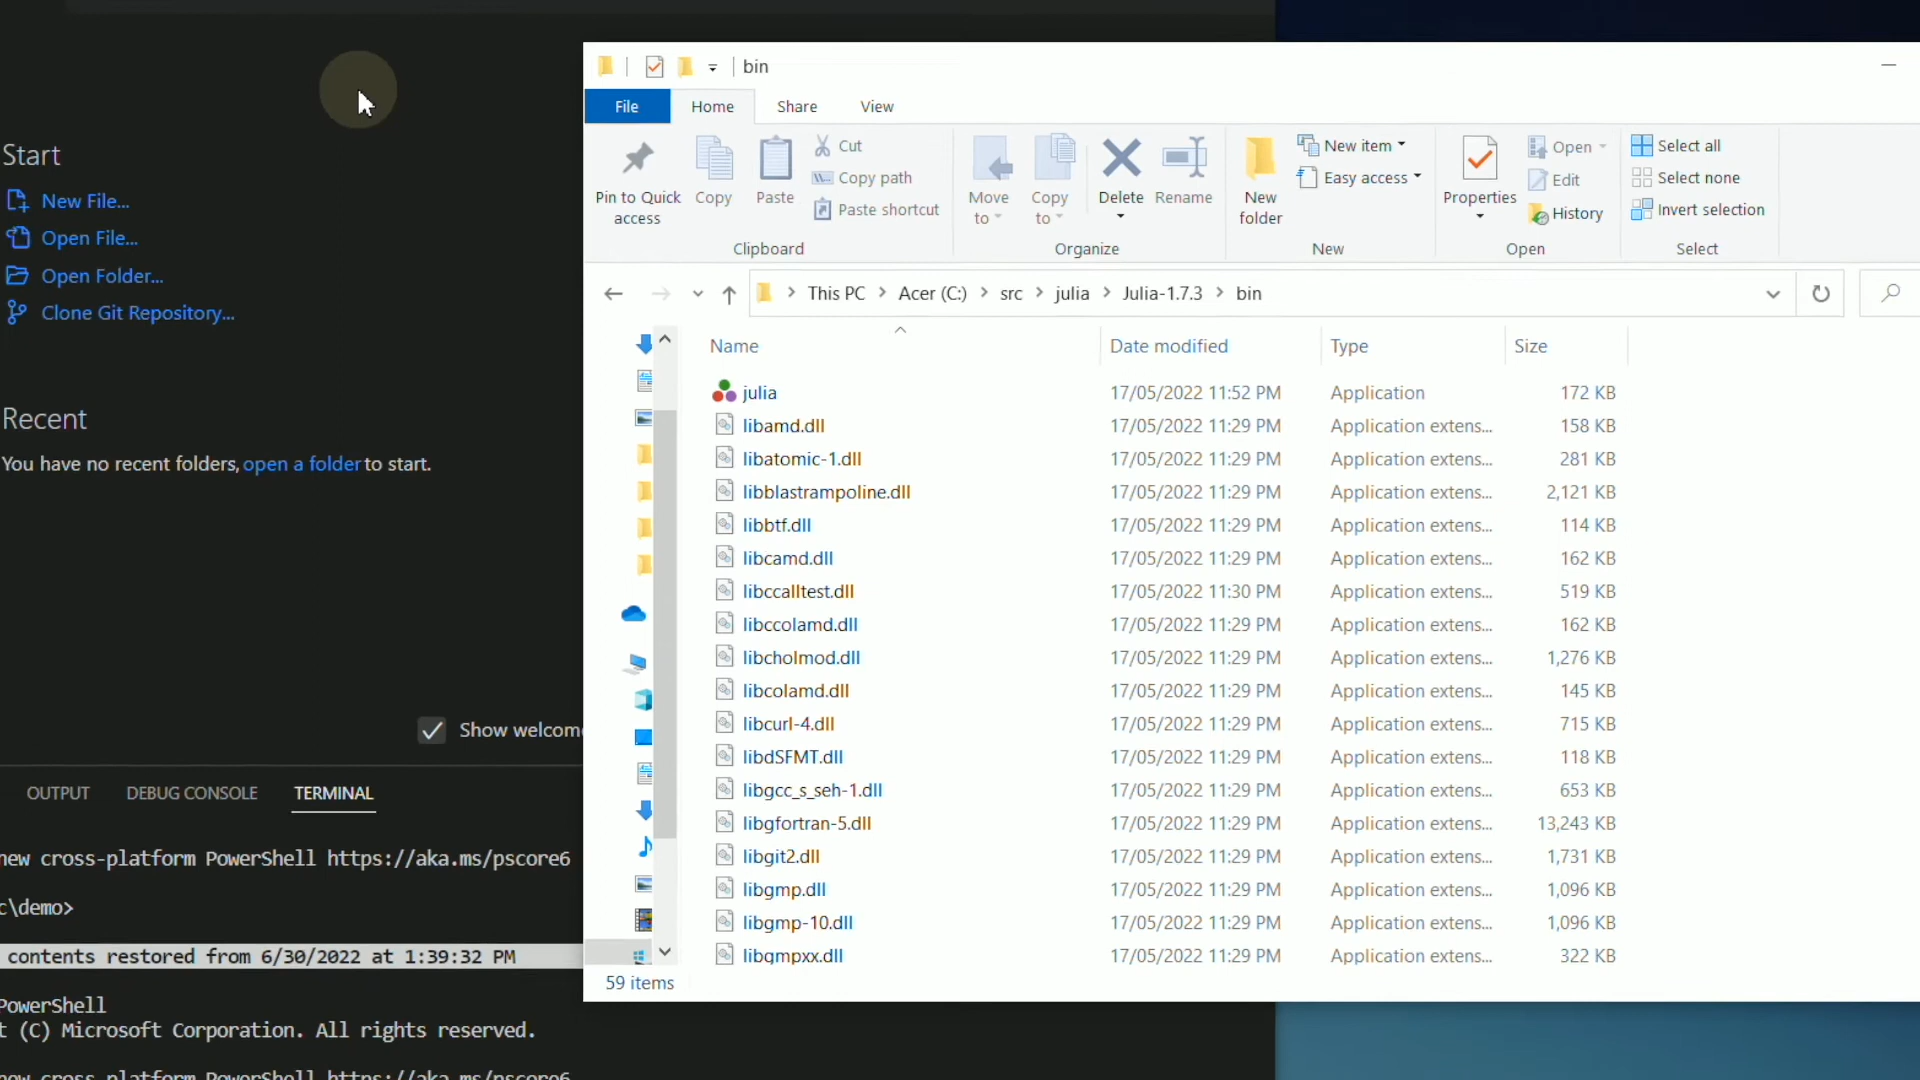 bin
File
Home
Share
View
Pin to Quick access
Copy
Paste
Cut
Copy path
Paste shortcut
Clipboard
Move to
Copy to
Delete
Rename
Organize
New folder
New item
Easy access
New
Properties
Open
Edit
History
Open
Select all
Select none
Invert selection
Select
This PC > Acer (C:) > src > julia > Julia-1.7.3 > bin
Name Date modified Type Size
julia 17/05/2022 11:52 PM Application 172 KB
libamd.dll 17/05/2022 11:29 PM Application extens... 158 KB
libatomic-1.dll 17/05/2022 11:29 PM Application extens... 281 KB
libblastrampoline.dll 17/05/2022 11:29 PM Application extens... 2,121 KB
libbtf.dll 17/05/2022 11:29 PM Application extens... 114 KB
libcamd.dll 17/05/2022 11:29 PM Application extens... 162 KB
libccalltest.dll 17/05/2022 11:30 PM Application extens... 519 KB
libccolamd.dll 17/05/2022 11:29 PM Application extens... 162 KB
libcholmod.dll 17/05/2022 11:29 PM Application extens... 1,276 KB
libcolamd.dll 17/05/2022 11:29 PM Application extens... 145 KB
libcurl-4.dll 17/05/2022 11:29 PM Application extens... 715 KB
libdSFMT.dll 17/05/2022 11:29 PM Application extens... 118 KB
libgcc_s_seh-1.dll 17/05/2022 11:29 PM Application extens... 653 KB
libgfortran-5.dll 17/05/2022 11:29 PM Application extens... 13,243 KB
libgit2.dll 17/05/2022 11:29 PM Application extens... 1,731 KB
libgmp.dll 17/05/2022 11:29 PM Application extens... 1,096 KB
libgmp-10.dll 17/05/2022 11:29 PM Application extens... 1,096 KB
libgmpxx.dll 17/05/2022 11:29 PM Application extens... 322 KB
59 items
Start
New File...
Open File...
Open Folder...
Clone Git Repository...
Recent
You have no recent folders, open a folder to start.
Show welcom
OUTPUT DEBUG CONSOLE TERMINAL
new cross-platform PowerShell https://aka.ms/pscore6
c\demo>
contents restored from 6/30/2022 at 1:39:32 PM
PowerShell
t (C) Microsoft Corporation. All rights reserved.
new cross-platform PowerShell https://aka.ms/pscore6